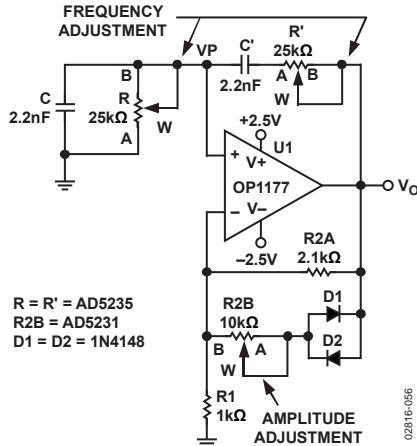 FREQUENCY
ADJUSTMENT
VP
C'
2.2nF
R'
25kΩ
A
B
W
B
C
2.2nF
R
25kΩ
A
W
+2.5V
U1
+
V+
OP1177
–
V–
–2.5V
VO
R2A
2.1kΩ
R = R' = AD5235
R2B = AD5231
D1 = D2 = 1N4148
R2B
10kΩ
B
A
W
D1
D2
R1
1kΩ
AMPLITUDE
ADJUSTMENT
02816-056